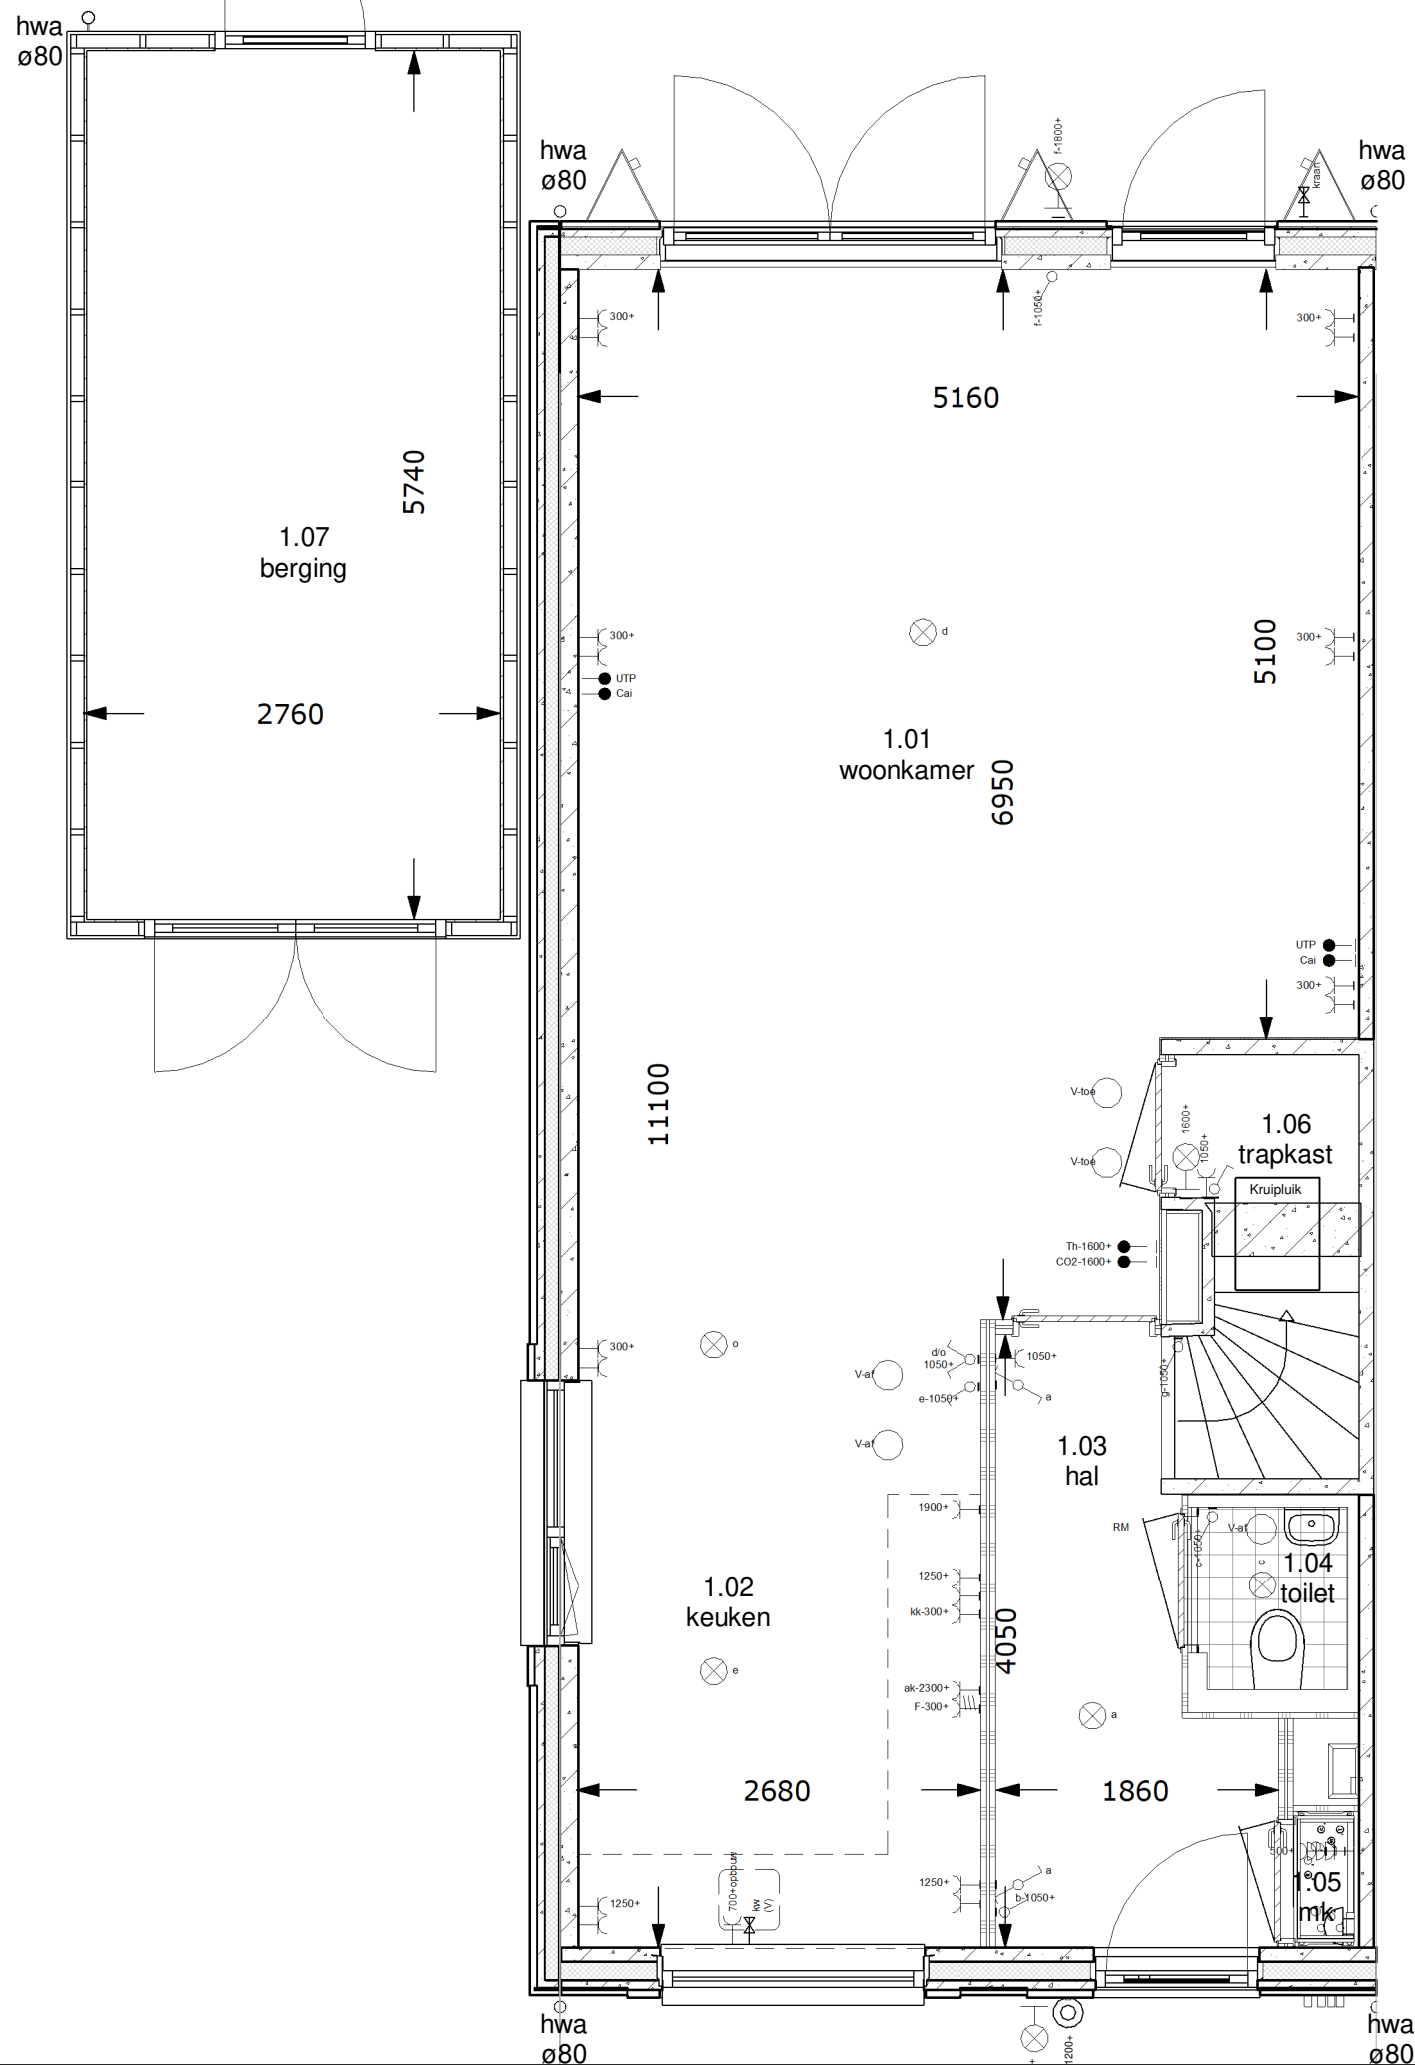 hwa
ø80
hwa
ø80
f-1800+
kraan
hwa
ø80
f-1050+
300+
300+
5160
5740
1.07
berging
2760
300+
UTP
Cai
d
300+
5100
1.01
woonkamer
6950
UTP
Cai
300+
11100
V-toe
V-toe
1600+
1050+
1.06
trapkast
Kruipluik
Th-1600+
CO2-1600+
300+
o
V-af
V-af
d/o
1050+
e-1050+
1050+
a
g-1050+
1.03
hal
1900+
RM
c-1050+
V-af
c
1.04
toilet
1250+
kk-300+
1.02
keuken
4050
e
ak-2300+
F-300+
a
2680
1860
700+opbouw
kw
(V)
1250+
1250+
a
b-1050+
500+
1.05
mk
hwa
ø80
+
1200+
hwa
ø80